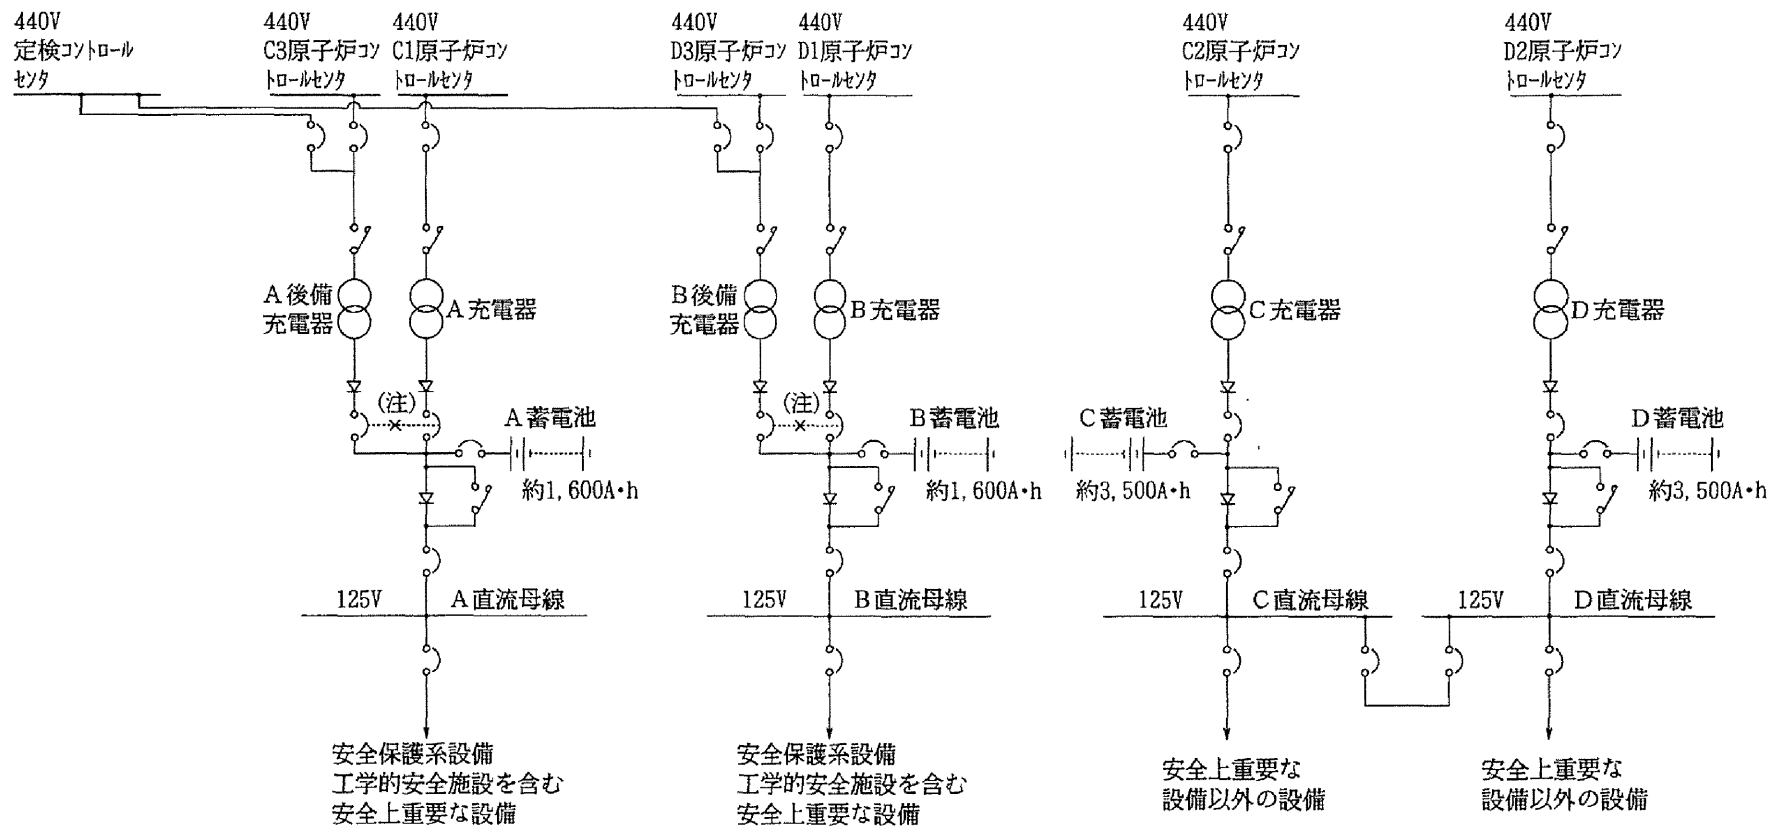 440V
定検コントロール
センタ
440V
C3原子炉コン
トロールセンタ
440V
C1原子炉コン
トロールセンタ
440V
D3原子炉コン
トロールセンタ
440V
D1原子炉コン
トロールセンタ
440V
C2原子炉コン
トロールセンタ
440V
D2原子炉コン
トロールセンタ
A後備
充電器
A充電器
B後備
充電器
B充電器
C充電器
D充電器
(注)
A蓄電池
約1,600A・h
(注)
B蓄電池
約1,600A・h
C蓄電池
約3,500A・h
D蓄電池
約3,500A・h
125V
A直流母線
125V
B直流母線
125V
C直流母線
125V
D直流母線
安全保護系設備
工学的安全施設を含む
安全上重要な設備
安全保護系設備
工学的安全施設を含む
安全上重要な設備
安全上重要な
設備以外の設備
安全上重要な
設備以外の設備